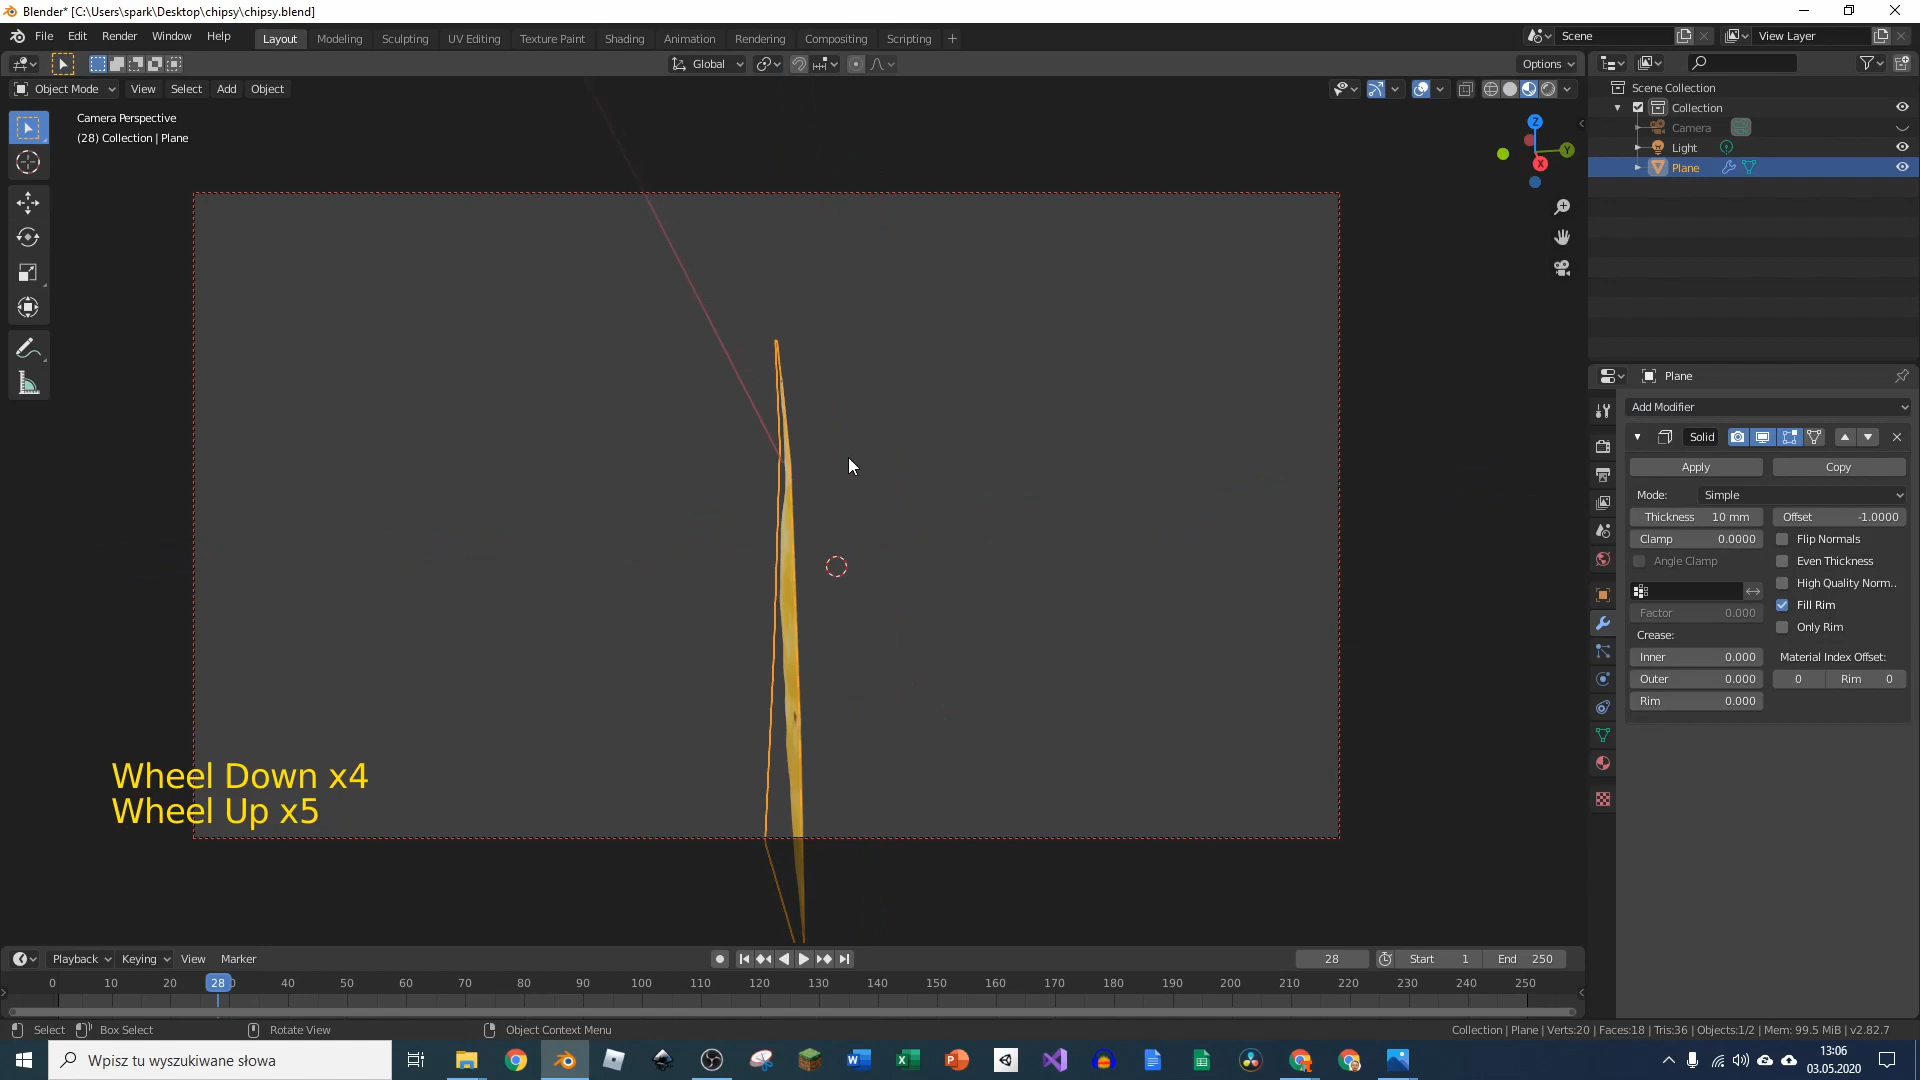 Blender* [C:\Users\spark\Desktop\chipsy\chipsy.blend]
File Edit Render Window Help Layout Modeling Sculpting UV Editing Texture Paint Shading Animation Rendering Compositing Scripting + Scene View Layer
Global Options
Object Mode View Select Add Object
Camera Perspective
(28) Collection | Plane
Z
Y
X
Scene Collection
Collection
Camera
Light
Plane
Plane
Add Modifier
Solid
Apply Copy
Mode: Simple
Thickness 10 mm Offset -1.0000
Clamp 0.0000 Flip Normals
Angle Clamp Even Thickness
High Quality Norm..
Factor 0.000 Fill Rim
Crease: Only Rim
Inner 0.000 Material Index Offset:
Outer 0.000 0 Rim 0
Rim 0.000
Wheel Down x4
Wheel Up x5
Playback Keying View Marker 28 Start 1 End 250
0 10 20 28 40 50 60 70 80 90 100 110 120 130 140 150 160 170 180 190 200 210 220 230 240 250
Select Box Select Rotate View Object Context Menu Collection | Plane | Verts:20 | Faces:18 | Tris:36 | Objects:1/2 | Mem: 99.5 MiB | v2.82.7
Wpisz tu wyszukiwane słowa
13:06
03.05.2020